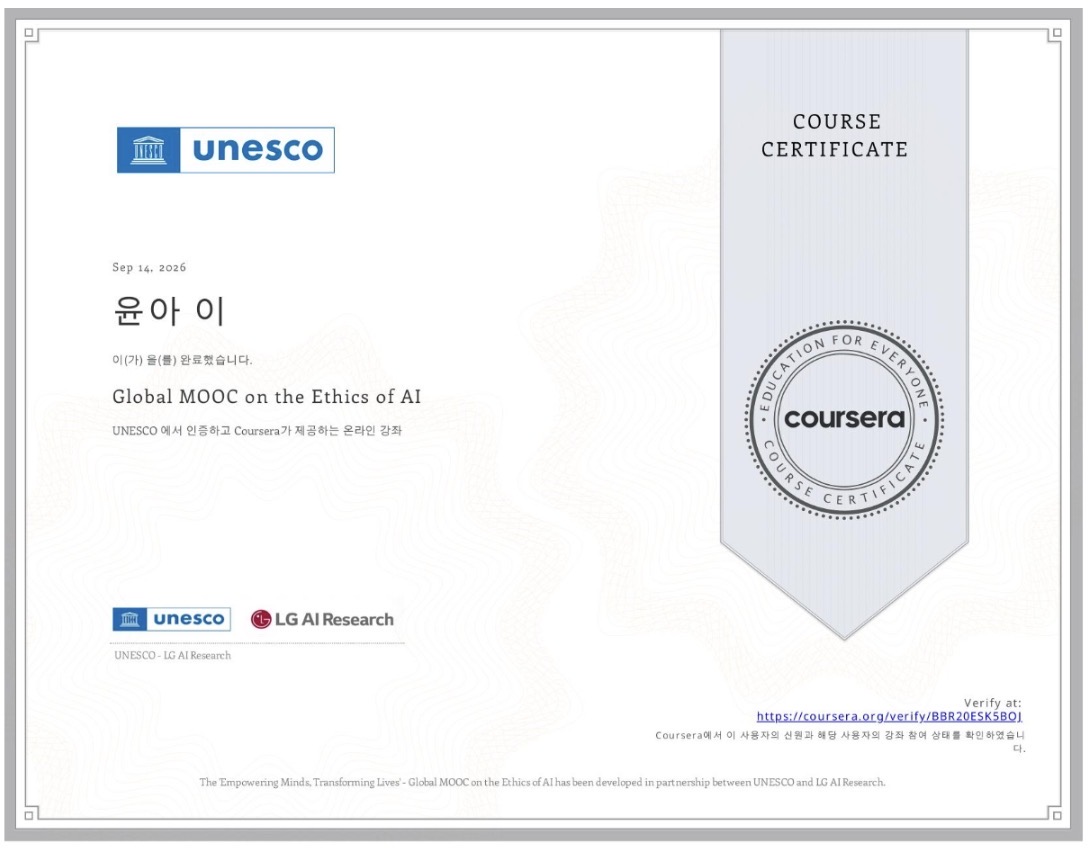 unesco
COURSE
CERTIFICATE
Sep 14, 2026
윤아 이
이(가) 을(를) 완료했습니다.
Global MOOC on the Ethics of AI
UNESCO 에서 인증하고 Coursera가 제공하는 온라인 강좌
EDUCATION FOR EVERYONE
coursera
COURSE CERTIFICATE
unesco
LG AI Research
UNESCO - LG AI Research
Verify at:
https://coursera.org/verify/BBR20ESK5BOJ
Coursera에서 이 사용자의 신원과 해당 사용자의 강좌 참여 상태를 확인하였습니
다.
The 'Empowering Minds, Transforming Lives' - Global MOOC on the Ethics of AI has been developed in partnership between UNESCO and LG AI Research.